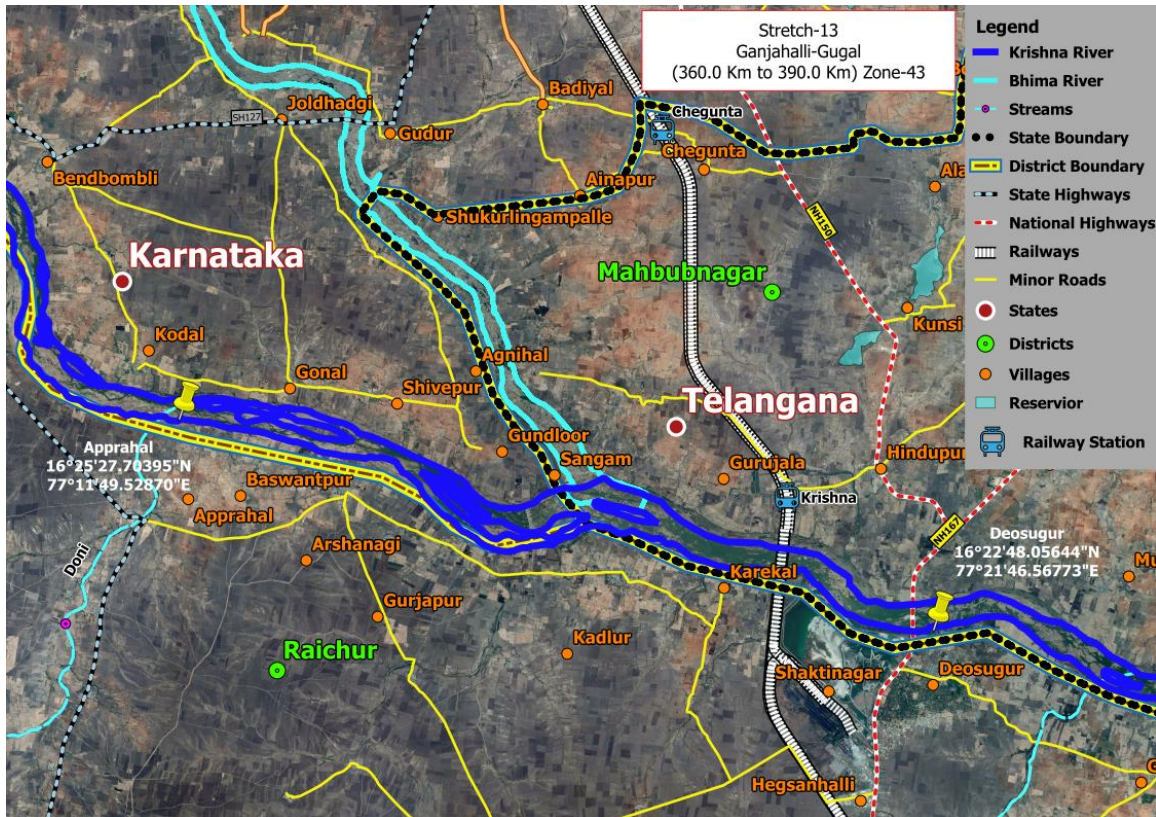 Stretch-13
Ganjahalli-Gugal
(360.0 Km to 390.0 Km) Zone-43
Legend
Krishna River
Bhima River
Streams
State Boundary
District Boundary
State Highways
National Highways
Railways
Minor Roads
States
Districts
Villages
Reservior
Railway Station
Joldhadgi
SH127
Gudur
Badiyal
Chegunta
Chegunta
Bendbombli
Ainapur
Shukurlingampalle
NH150
Karnataka
Mahbubnagar
Kunsi
Kodal
Agnihal
Gonal
Shivepur
Telangana
Apprahal
16°25'27.70395"N
77°11'49.52870"E
Gundloor
Sangam
Gurujala
Hindupur
Krishna
Baswantpur
Apprahal
NH167
Deosugur
16°22'48.05644"N
77°21'46.56773"E
Doni
Arshanagi
Karekal
Gurjapur
Raichur
Kadlur
Shaktinagar
Deosugur
Hegsanhalli